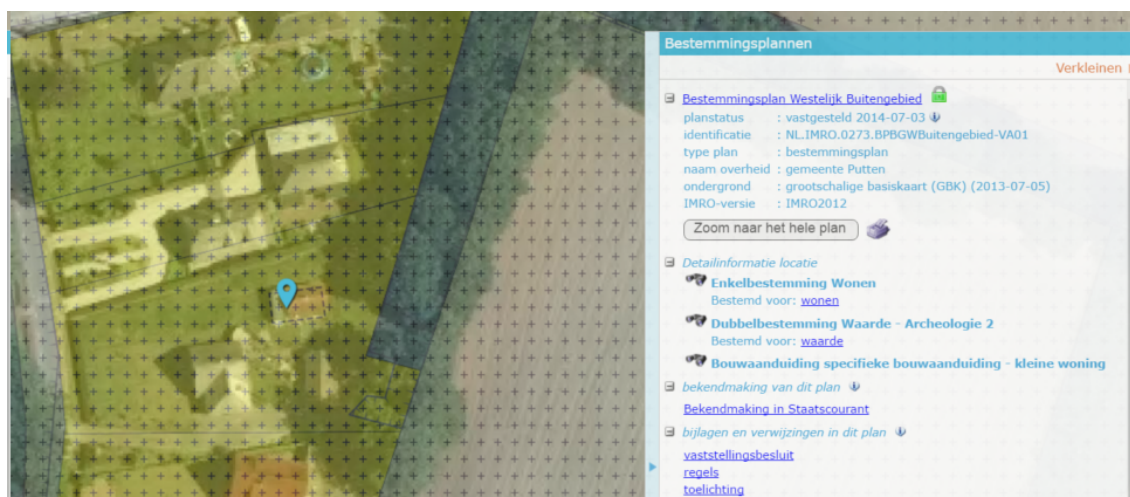 Bestemmingsplannen
Verkleinen
Bestemmingsplan Westelijk Buitengebied
planstatus : vastgesteld 2014-07-03
identificatie : NL.IMRO.0273.BPBGWBuitengebied-VA01
type plan : bestemmingsplan
naam overheid : gemeente Putten
ondergrond : grootschalige basiskaart (GBK) (2013-07-05)
IMRO-versie : IMRO2012
Zoom naar het hele plan
Detailinformatie locatie
Enkelbestemming Wonen
Bestemd voor: wonen
Dubbelbestemming Waarde - Archeologie 2
Bestemd voor: waarde
Bouwaanduiding specifieke bouwaanduiding - kleine woning
bekendmaking van dit plan
Bekendmaking in Staatscourant
bijlagen en verwijzingen in dit plan
vaststellingsbesluit
regels
toelichting